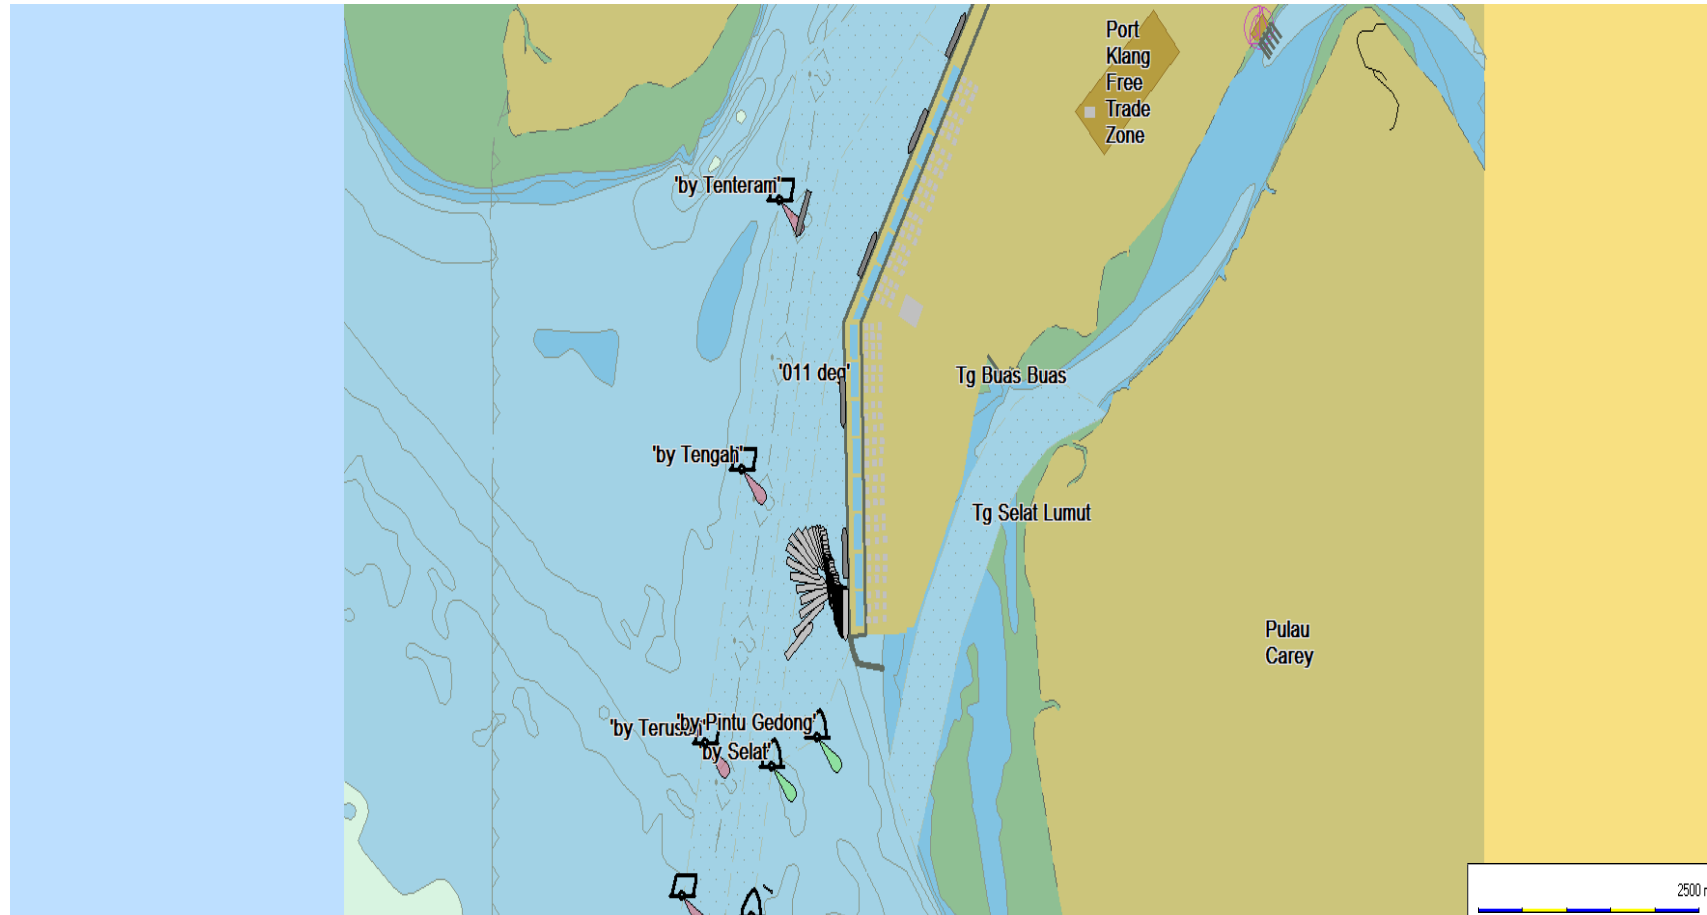 Port
Klang
Free
Trade
Zone
'by Tenteram'
'011 deg'
Tg Buas Buas
'by Tengah'
Tg Selat Lumut
Pulau
Carey
'by Pintu Gedong'
'by Selat'
2500